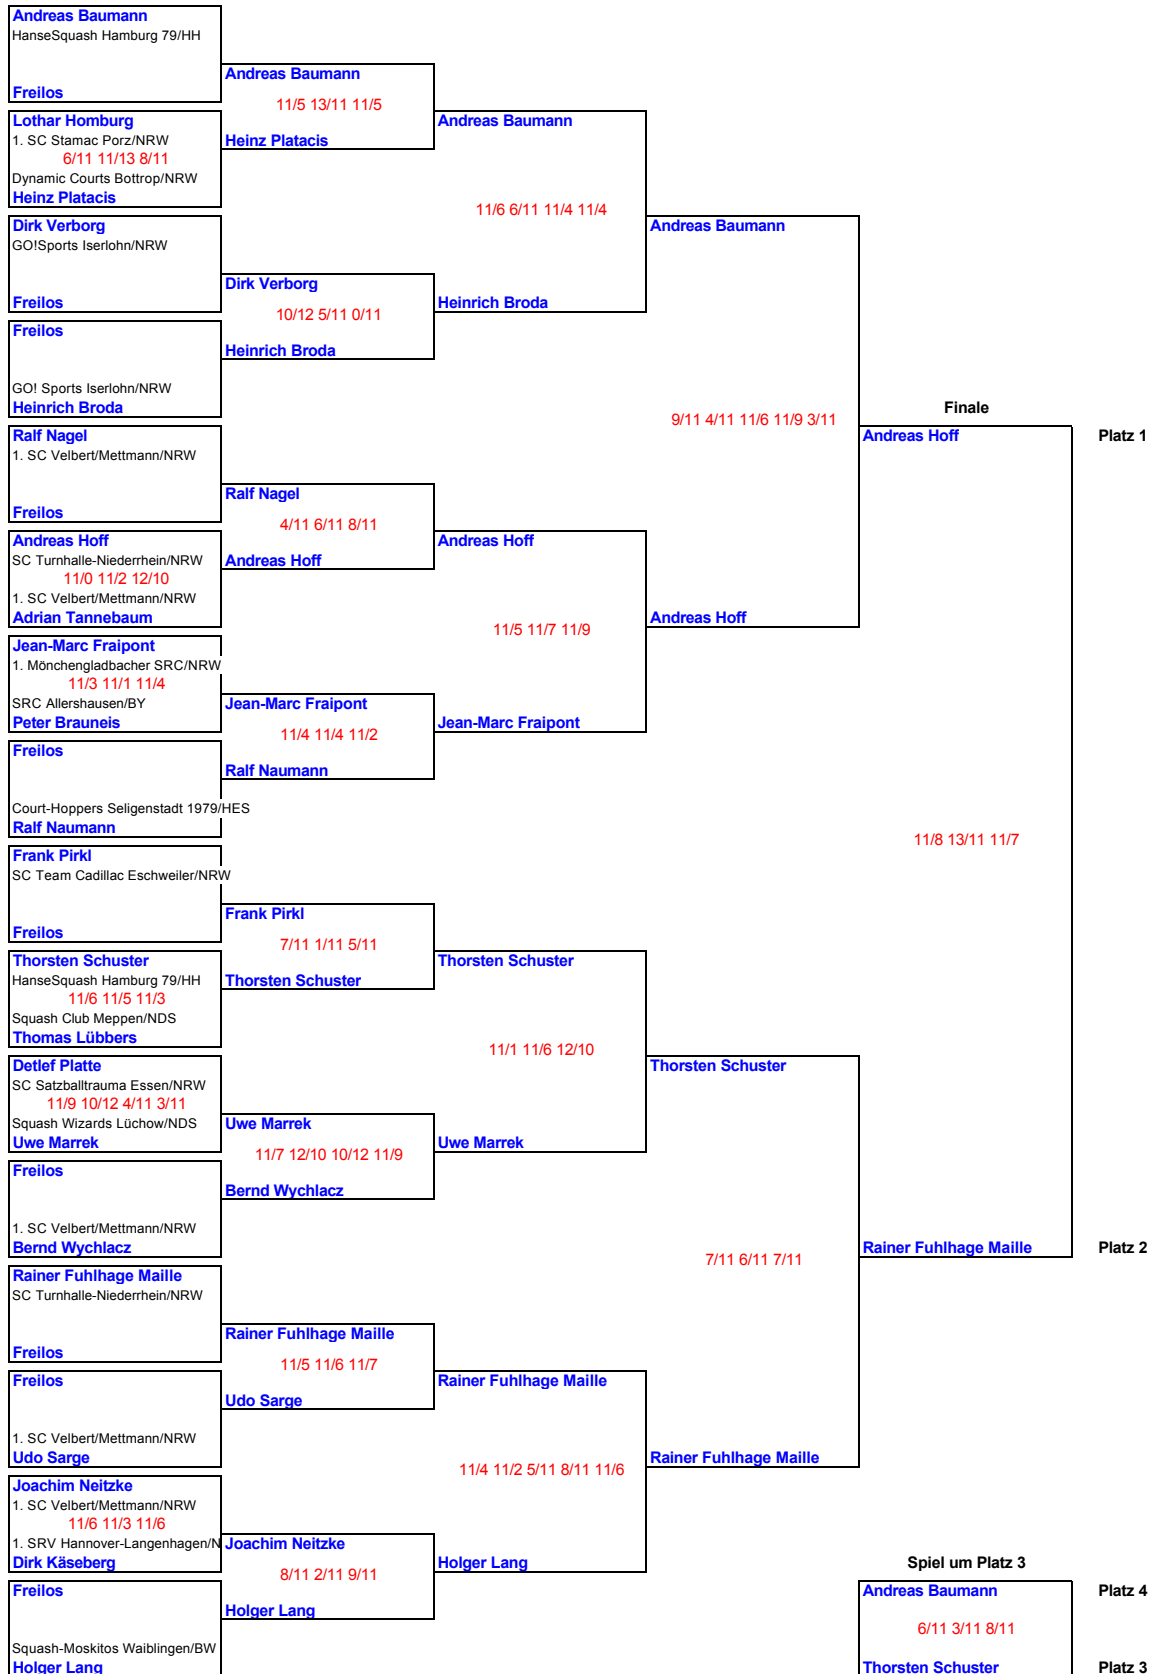 Andreas Baumann
HanseSquash Hamburg 79/HH
Freilos
Lothar Homburg
1. SC Stamac Porz/NRW
6/11 11/13 8/11
Dynamic Courts Bottrop/NRW
Heinz Platacis
Dirk Verborg
GO!Sports Iserlohn/NRW
Freilos
Freilos
GO! Sports Iserlohn/NRW
Heinrich Broda
Ralf Nagel
1. SC Velbert/Mettmann/NRW
Freilos
Andreas Hoff
SC Turnhalle-Niederrhein/NRW
11/0 11/2 12/10
1. SC Velbert/Mettmann/NRW
Adrian Tannebaum
Jean-Marc Fraipont
1. Mönchengladbacher SRC/NRW
11/3 11/1 11/4
SRC Allershausen/BY
Peter Brauneis
Freilos
Court-Hoppers Seligenstadt 1979/HES
Ralf Naumann
Frank Pirkl
SC Team Cadillac Eschweiler/NRW
Freilos
Thorsten Schuster
HanseSquash Hamburg 79/HH
11/6 11/5 11/3
Squash Club Meppen/NDS
Thomas Lübbers
Detlef Platte
SC Satzballtrauma Essen/NRW
11/9 10/12 4/11 3/11
Squash Wizards Lüchow/NDS
Uwe Marrek
Freilos
1. SC Velbert/Mettmann/NRW
Bernd Wychlacz
Rainer Fuhlhage Maille
SC Turnhalle-Niederrhein/NRW
Freilos
Freilos
1. SC Velbert/Mettmann/NRW
Udo Sarge
Joachim Neitzke
1. SC Velbert/Mettmann/NRW
11/6 11/3 11/6
1. SRV Hannover-Langenhagen/N
Dirk Käseberg
Freilos
Squash-Moskitos Waiblingen/BW
Holger Lang
Andreas Baumann
11/5 13/11 11/5
Heinz Platacis
Dirk Verborg
10/12 5/11 0/11
Heinrich Broda
Ralf Nagel
4/11 6/11 8/11
Andreas Hoff
Jean-Marc Fraipont
11/4 11/4 11/2
Ralf Naumann
Frank Pirkl
7/11 1/11 5/11
Thorsten Schuster
Uwe Marrek
11/7 12/10 10/12 11/9
Bernd Wychlacz
Rainer Fuhlhage Maille
11/5 11/6 11/7
Udo Sarge
Joachim Neitzke
8/11 2/11 9/11
Holger Lang
Andreas Baumann
11/6 6/11 11/4 11/4
Heinrich Broda
Andreas Hoff
11/5 11/7 11/9
Jean-Marc Fraipont
Thorsten Schuster
11/1 11/6 12/10
Uwe Marrek
Rainer Fuhlhage Maille
11/4 11/2 5/11 8/11 11/6
Holger Lang
Andreas Baumann
9/11 4/11 11/6 11/9 3/11
Andreas Hoff
Thorsten Schuster
7/11 6/11 7/11
Rainer Fuhlhage Maille
Finale
Andreas Hoff Platz 1
11/8 13/11 11/7
Rainer Fuhlhage Maille Platz 2
Spiel um Platz 3
Andreas Baumann Platz 4
6/11 3/11 8/11
Thorsten Schuster Platz 3